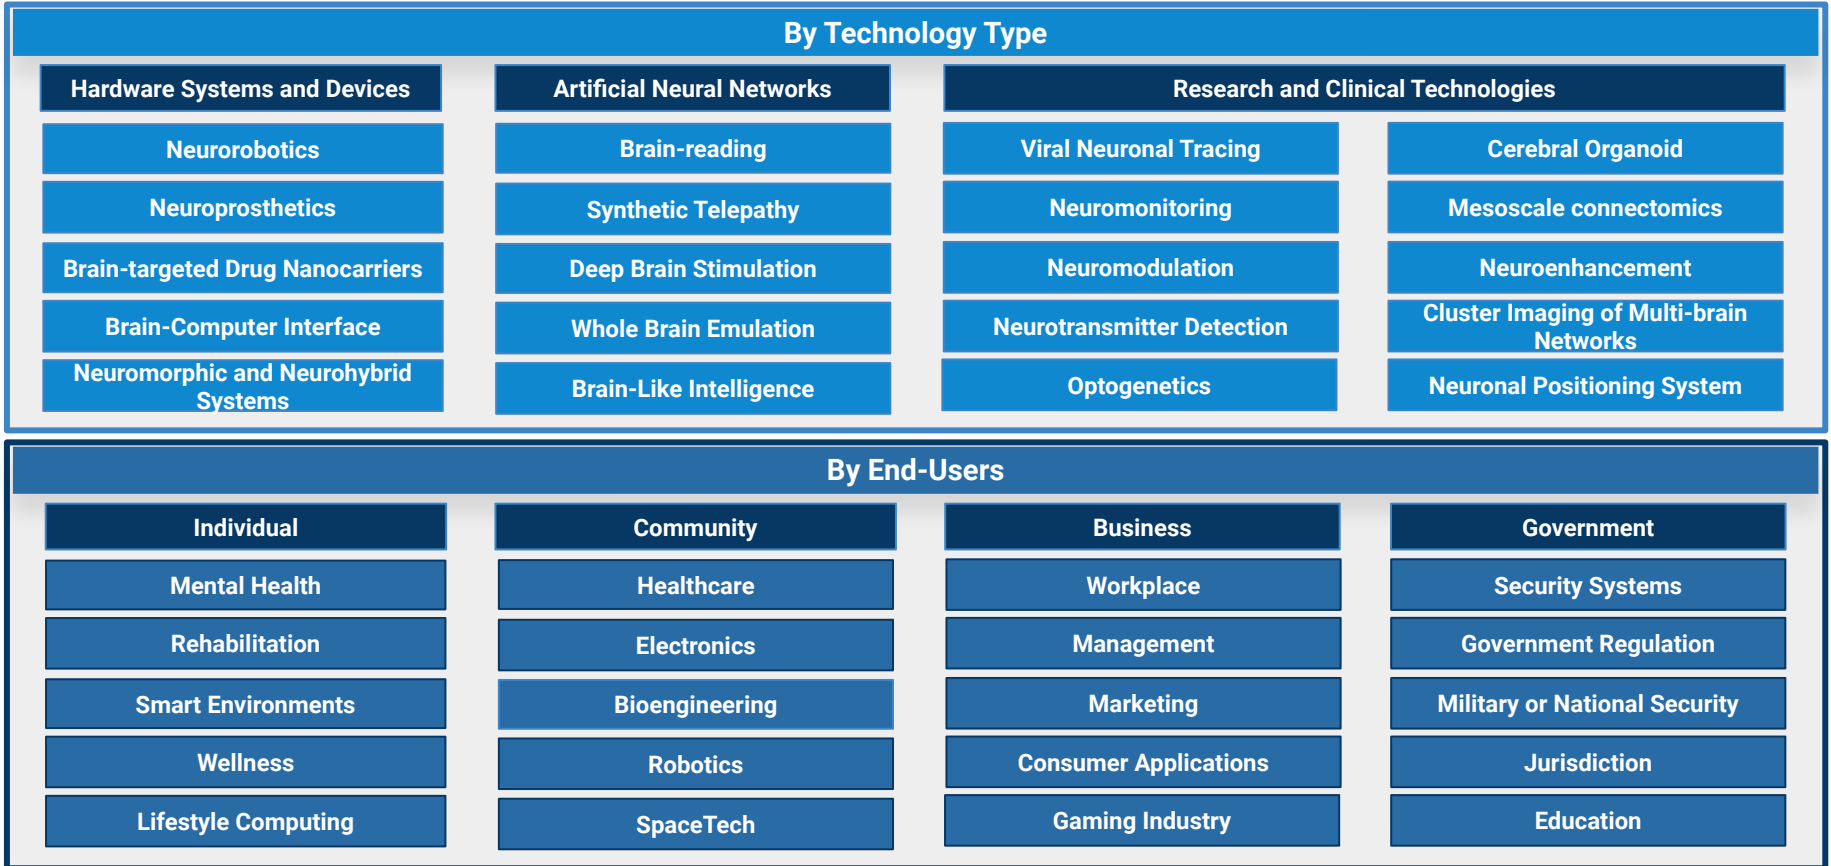 By Technology Type
Hardware Systems and Devices
Neurorobotics
Neuroprosthetics
Brain-targeted Drug Nanocarriers
Brain-Computer Interface
Neuromorphic and Neurohybrid
Systems
Artificial Neural Networks
Brain-reading
Synthetic Telepathy
Deep Brain Stimulation
Whole Brain Emulation
Brain-Like Intelligence
Research and Clinical Technologies
Viral Neuronal Tracing
Neuromonitoring
Neuromodulation
Neurotransmitter Detection
Optogenetics
Cerebral Organoid
Mesoscale connectomics
Neuroenhancement
Cluster Imaging of Multi-brain
Networks
Neuronal Positioning System
By End-Users
Individual
Mental Health
Rehabilitation
Smart Environments
Wellness
Lifestyle Computing
Community
Healthcare
Electronics
Bioengineering
Robotics
SpaceTech
Business
Workplace
Management
Marketing
Consumer Applications
Gaming Industry
Government
Security Systems
Government Regulation
Military or National Security
Jurisdiction
Education